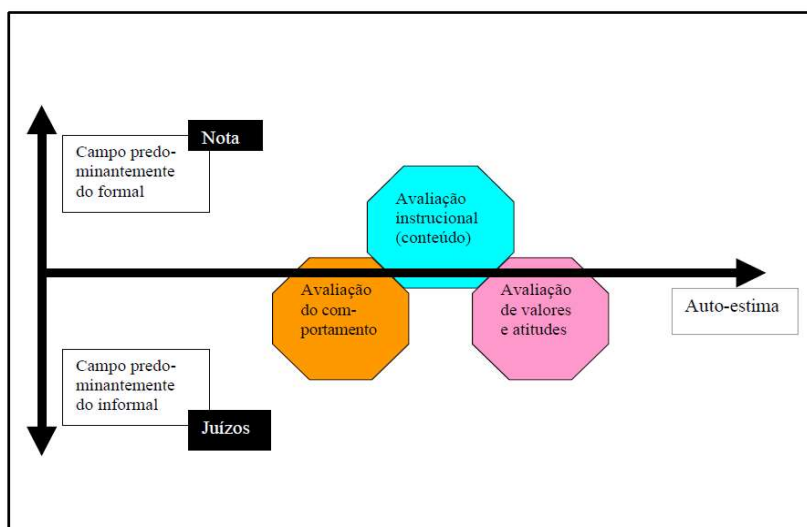 Nota
Campo predo-
minantemente
do formal
Avaliação
instrucional
(conteúdo)
Avaliação
do com-
portamento
Avaliação
de valores
e atitudes
Auto-estima
Campo predo-
minantemente
do informal
Juízos